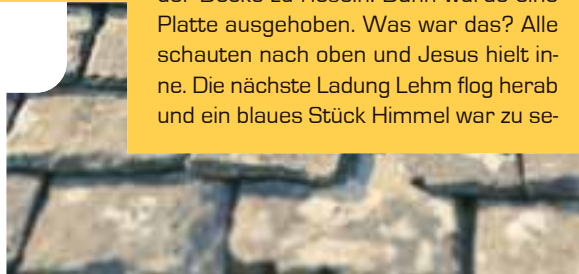 Platte ausgehoben. Was war das? Alle
schauten nach oben und Jesus hielt in-
ne. Die nächste Ladung Lehm flog herab
und ein blaues Stück Himmel war zu se-